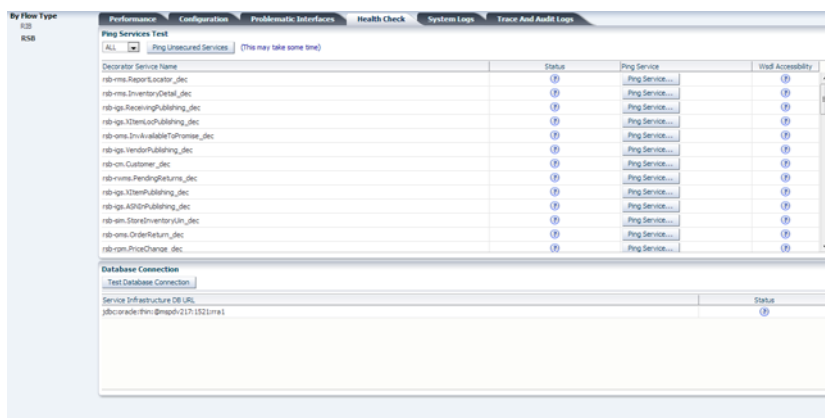 By Flow Type
RIB
RSB
Performance Configuration Problematic Interfaces Health Check System Logs Trace And Audit Logs
Ping Services Test
ALL Ping Unsecured Services (This may take some time)
Decorator Serivce Name Status Ping Service Wsdl Accessibility
rsb-rms.ReportLocator_dec Ping Service...
rsb-rms.InventoryDetail_dec Ping Service...
rsb-igs.ReceivingPublishing_dec Ping Service...
rsb-igs.XItemLocPublishing_dec Ping Service...
rsb-oms.InvAvailableToPromise_dec Ping Service...
rsb-igs.VendorPublishing_dec Ping Service...
rsb-cm.Customer_dec Ping Service...
rsb-rwms.PendingReturns_dec Ping Service...
rsb-igs.XItemPublishing_dec Ping Service...
rsb-igs.ASNInPublishing_dec Ping Service...
rsb-sim.StoreInventoryUin_dec Ping Service...
rsb-oms.OrderReturn_dec Ping Service...
rsb-rpm.PriceChange_dec Ping Service...
Database Connection
Test Database Connection
Service Infrastructure DB URL Status